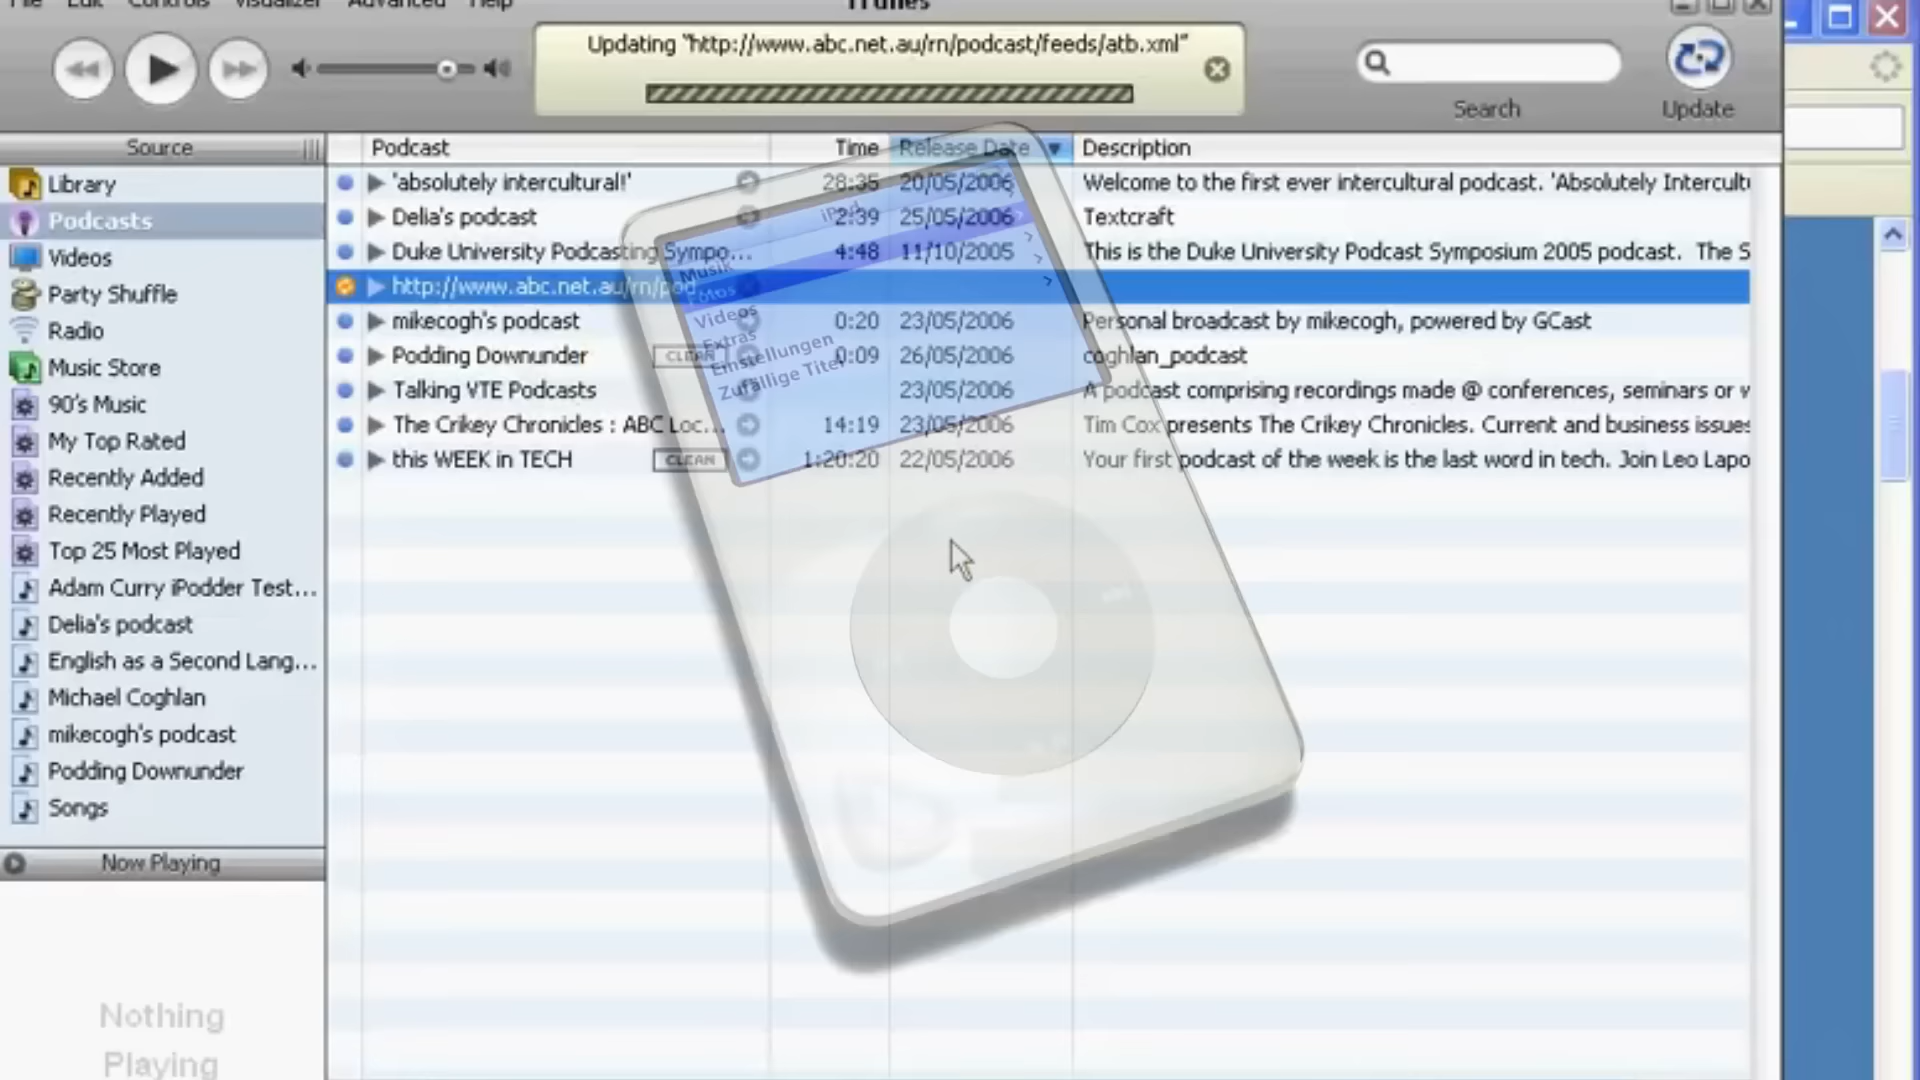 File Edit Controls Visualizer Advanced Help
iTunes
Updating "http://www.abc.net.au/rn/podcast/feeds/atb.xml"
Search
Update
Source
Library
Podcasts
Videos
Party Shuffle
Radio
Music Store
90's Music
My Top Rated
Recently Added
Recently Played
Top 25 Most Played
Adam Curry iPodder Test...
Delia's podcast
English as a Second Lang...
Michael Coghlan
mikecogh's podcast
Podding Downunder
Songs
Now Playing
Nothing
Playing
Podcast Time Release Date Description
'absolutely intercultural!' 28:35 20/05/2006 Welcome to the first ever intercultural podcast. 'Absolutely Intercult
Delia's podcast 2:39 25/05/2006 Textcraft
Duke University Podcasting Sympo... 4:48 11/10/2005 This is the Duke University Podcast Symposium 2005 podcast. The S
http://www.abc.net.au/rn/pod
mikecogh's podcast 0:20 23/05/2006 Personal broadcast by mikecogh, powered by GCast
Podding Downunder CLEAN 0:09 26/05/2006 coghlan_podcast
Talking VTE Podcasts 23/05/2006 A podcast comprising recordings made @ conferences, seminars or w
The Crikey Chronicles : ABC Loc... 14:19 23/05/2006 Tim Cox presents The Crikey Chronicles. Current and business issues
this WEEK in TECH CLEAN 1:20:20 22/05/2006 Your first podcast of the week is the last word in tech. Join Leo Lapo
iPod
Musik
Fotos
Videos
Extras
Einstellungen
Zufällige Titel